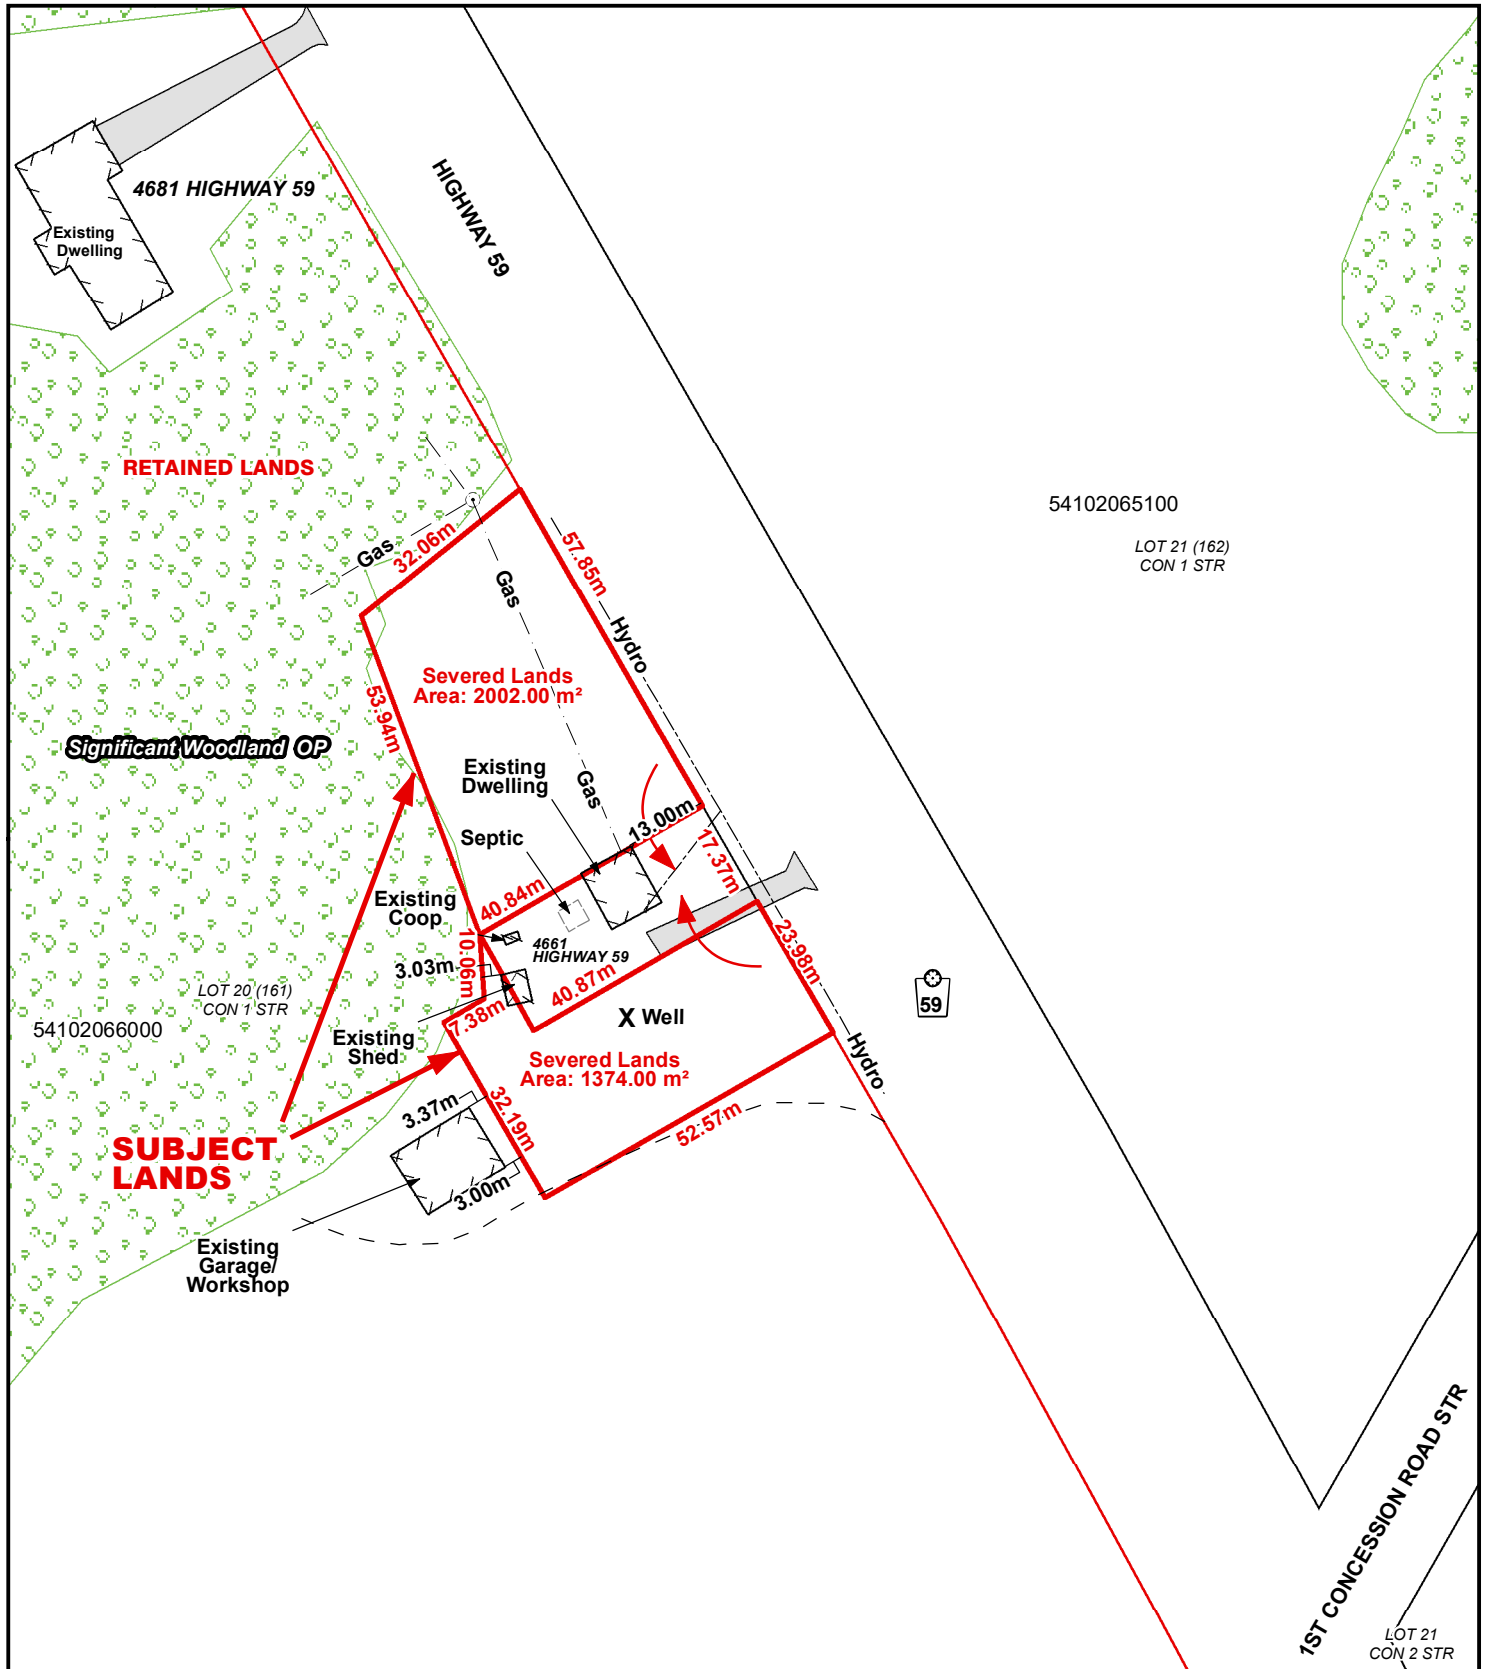 4681 HIGHWAY 59
Existing
Dwelling
HIGHWAY 59
RETAINED LANDS
54102065100
LOT 21 (162)
CON 1 STR
Gas
32.06m
57.85m
Gas
Hydro
Severed Lands
Area: 2002.00 m²
53.94m
Significant Woodland OP
Existing
Dwelling
Gas
13.00m
Septic
17.37m
40.84m
Existing
Coop
10.06m
4661
HIGHWAY 59
23.98m
3.03m
40.87m
LOT 20 (161)
CON 1 STR
59
54102066000
7.38m
X Well
Existing
Shed
Hydro
Severed Lands
Area: 1374.00 m²
3.37m
32.19m
52.57m
SUBJECT
LANDS
3.00m
Existing
Garage/
Workshop
1ST CONCESSION ROAD STR
LOT 21
CON 2 STR